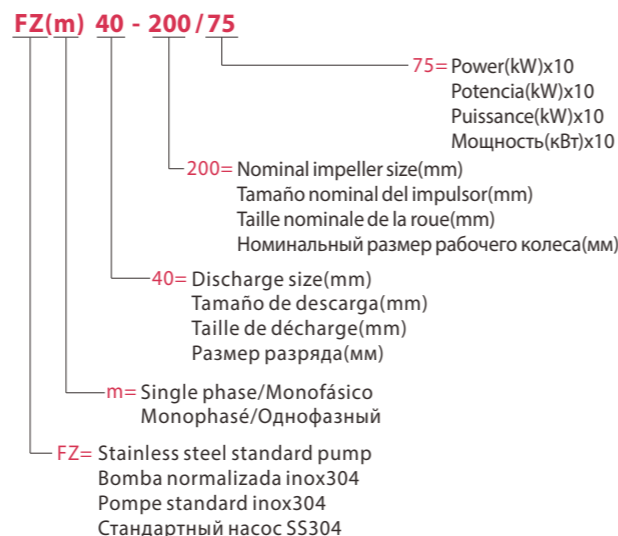 FZ(m) 40 - 200/75
75= Power(kW)x10
Potencia(kW)x10
Puissance(kW)x10
Мощность(кВт)x10
200= Nominal impeller size(mm)
Tamaño nominal del impulsor(mm)
Taille nominale de la roue(mm)
Номинальный размер рабочего колеса(мм)
40= Discharge size(mm)
Tamaño de descarga(mm)
Taille de décharge(mm)
Размер разряда(мм)
m= Single phase/Monofásico
Monophasé/Однофазный
FZ= Stainless steel standard pump
Bomba normalizada inox304
Pompe standard inox304
Стандартный насос SS304